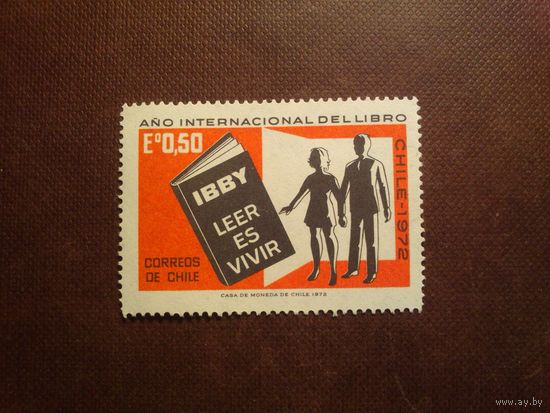 AÑO INTERNACIONAL DEL LIBRO
Eº0,50
CHILE-1972
IBBY
LEER
ES
VIVIR
CORREOS
DE CHILE
CASA DE MONEDA DE CHILE 1972
www.ay.by